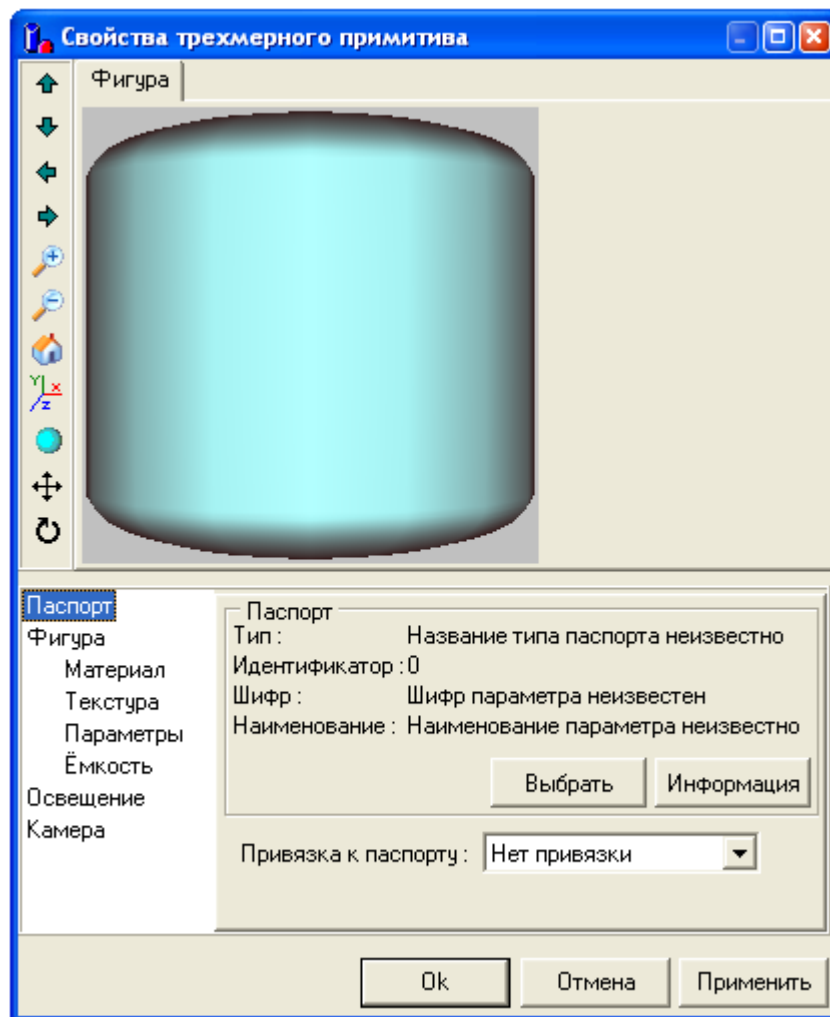 Свойства трехмерного примитива
Фигура
Y x
z
Паспорт
Фигура
Материал
Текстура
Параметры
Ёмкость
Освещение
Камера
Паспорт
Тип : Название типа паспорта неизвестно
Идентификатор : 0
Шифр : Шифр параметра неизвестен
Наименование : Наименование параметра неизвестно
Выбрать Информация
Привязка к паспорту : Нет привязки
Ok Отмена Применить